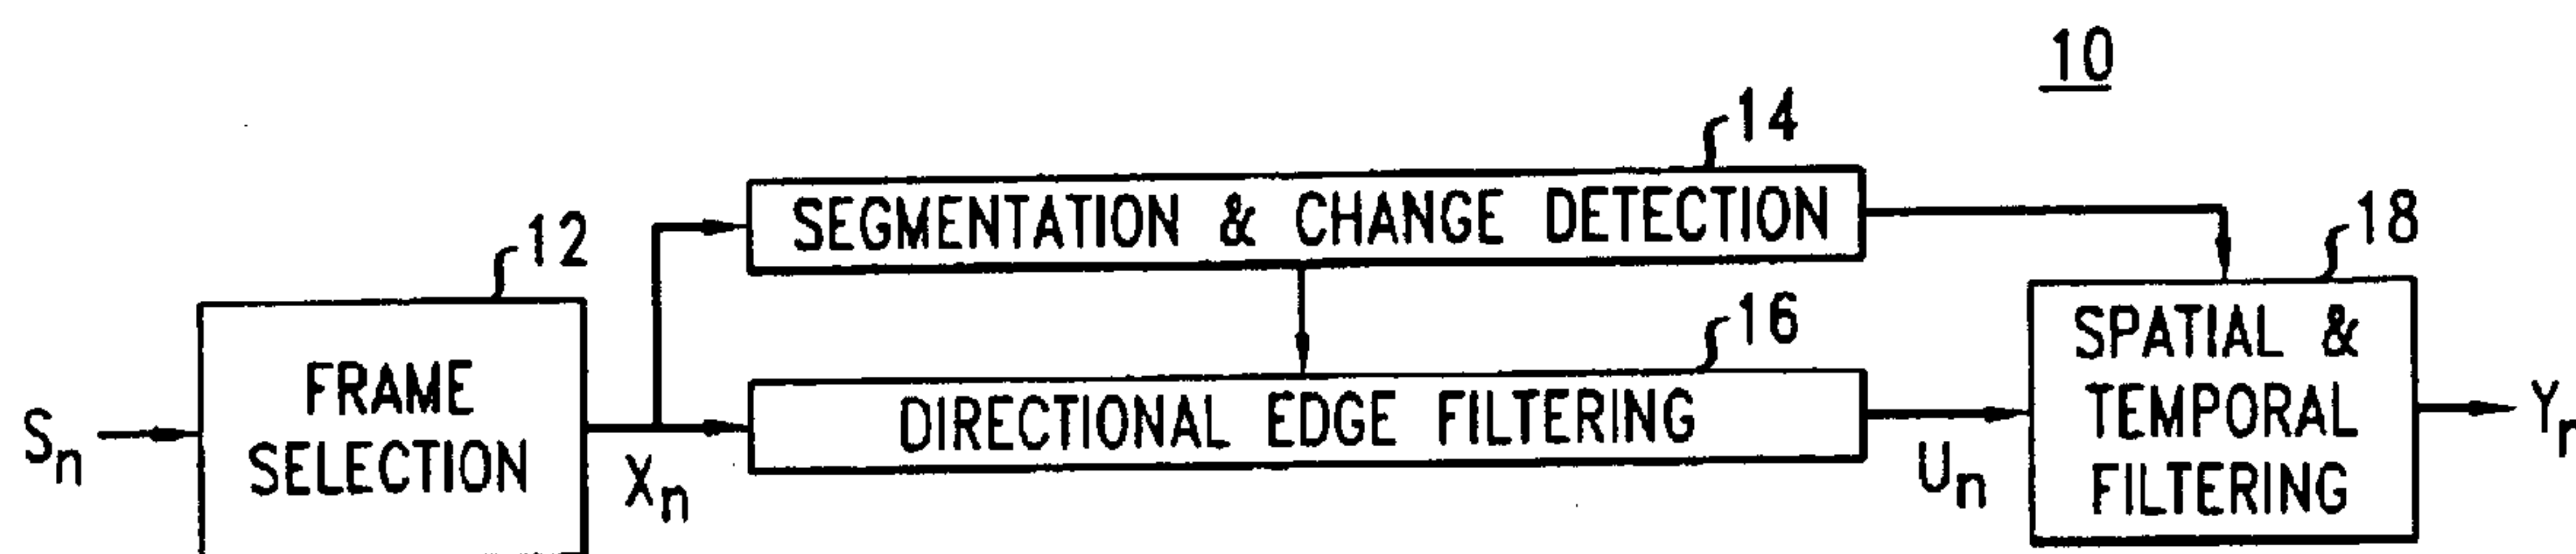 10
14
SEGMENTATION & CHANGE DETECTION
12
18
FRAME
SELECTION
16
DIRECTIONAL EDGE FILTERING
SPATIAL &
TEMPORAL
FILTERING
Sn
Xn
Un